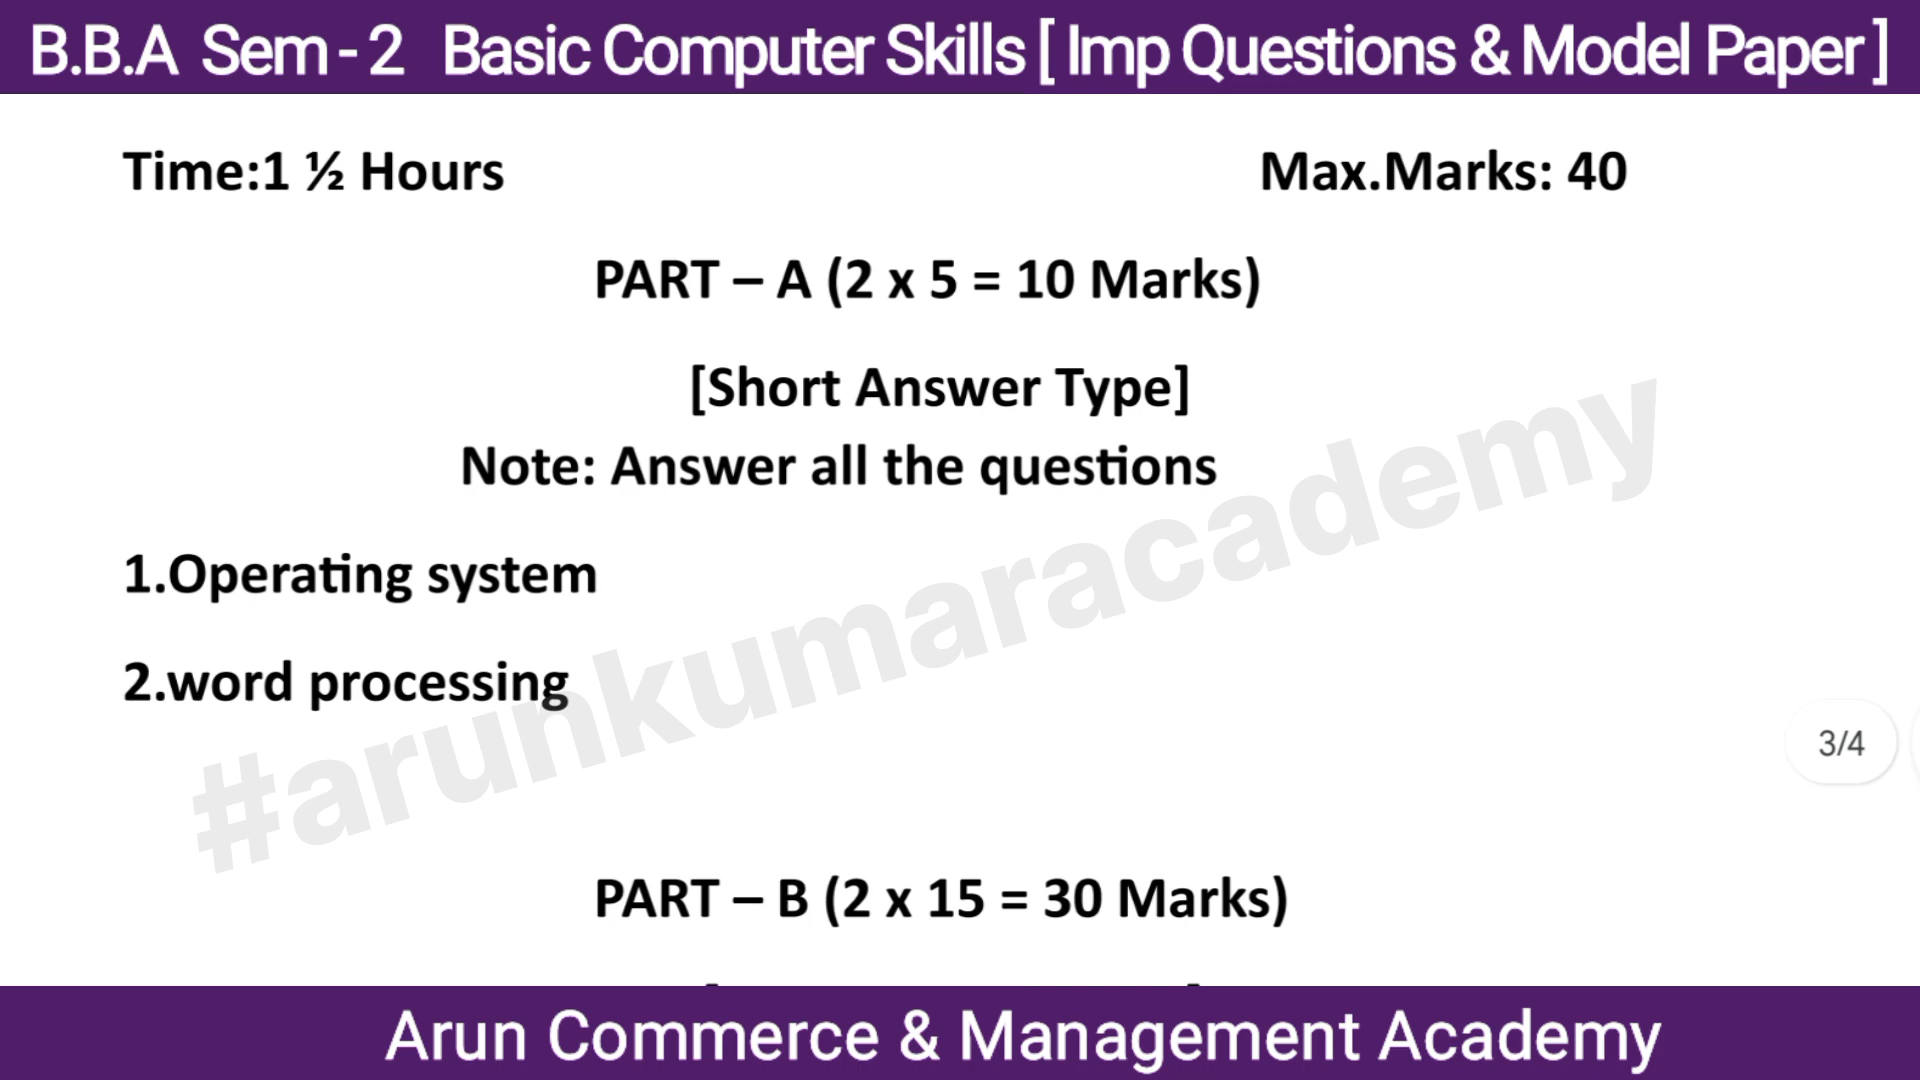 B.B.A Sem - 2 Basic Computer Skills [ Imp Questions & Model Paper ]
Time:1 ½ Hours Max.Marks: 40
PART – A (2 x 5 = 10 Marks)
[Short Answer Type]
Note: Answer all the questions
1.Operating system
2.word processing
#arunkumaracademy
3/4
PART – B (2 x 15 = 30 Marks)
Arun Commerce & Management Academy